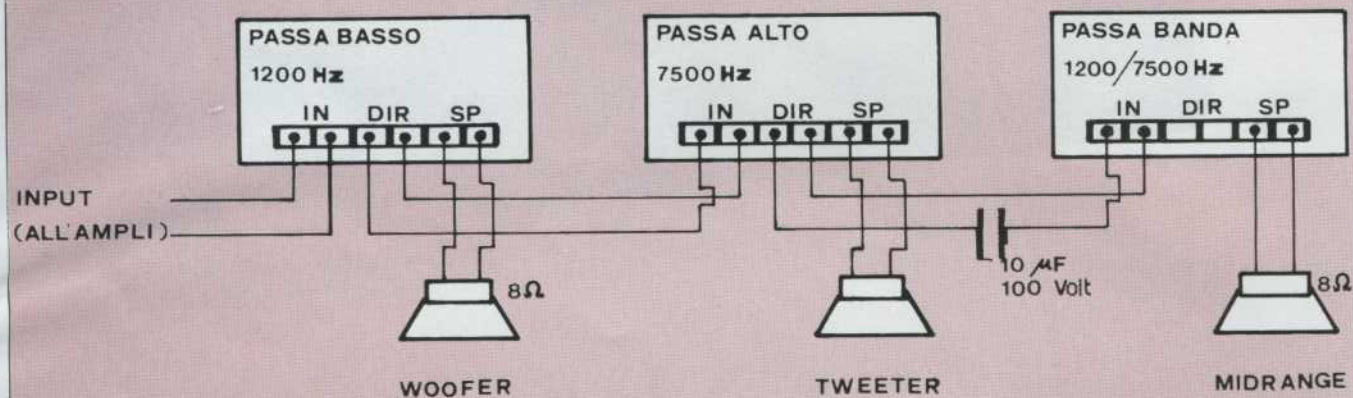 PASSA BASSO
1200 Hz
IN DIR SP
PASSA ALTO
7500 Hz
IN DIR SP
PASSA BANDA
1200/7500 Hz
IN DIR SP
INPUT
(ALL'AMPLI)
10 µF
100 Volt
8Ω
8Ω
WOOFER
TWEETER
MIDRANGE